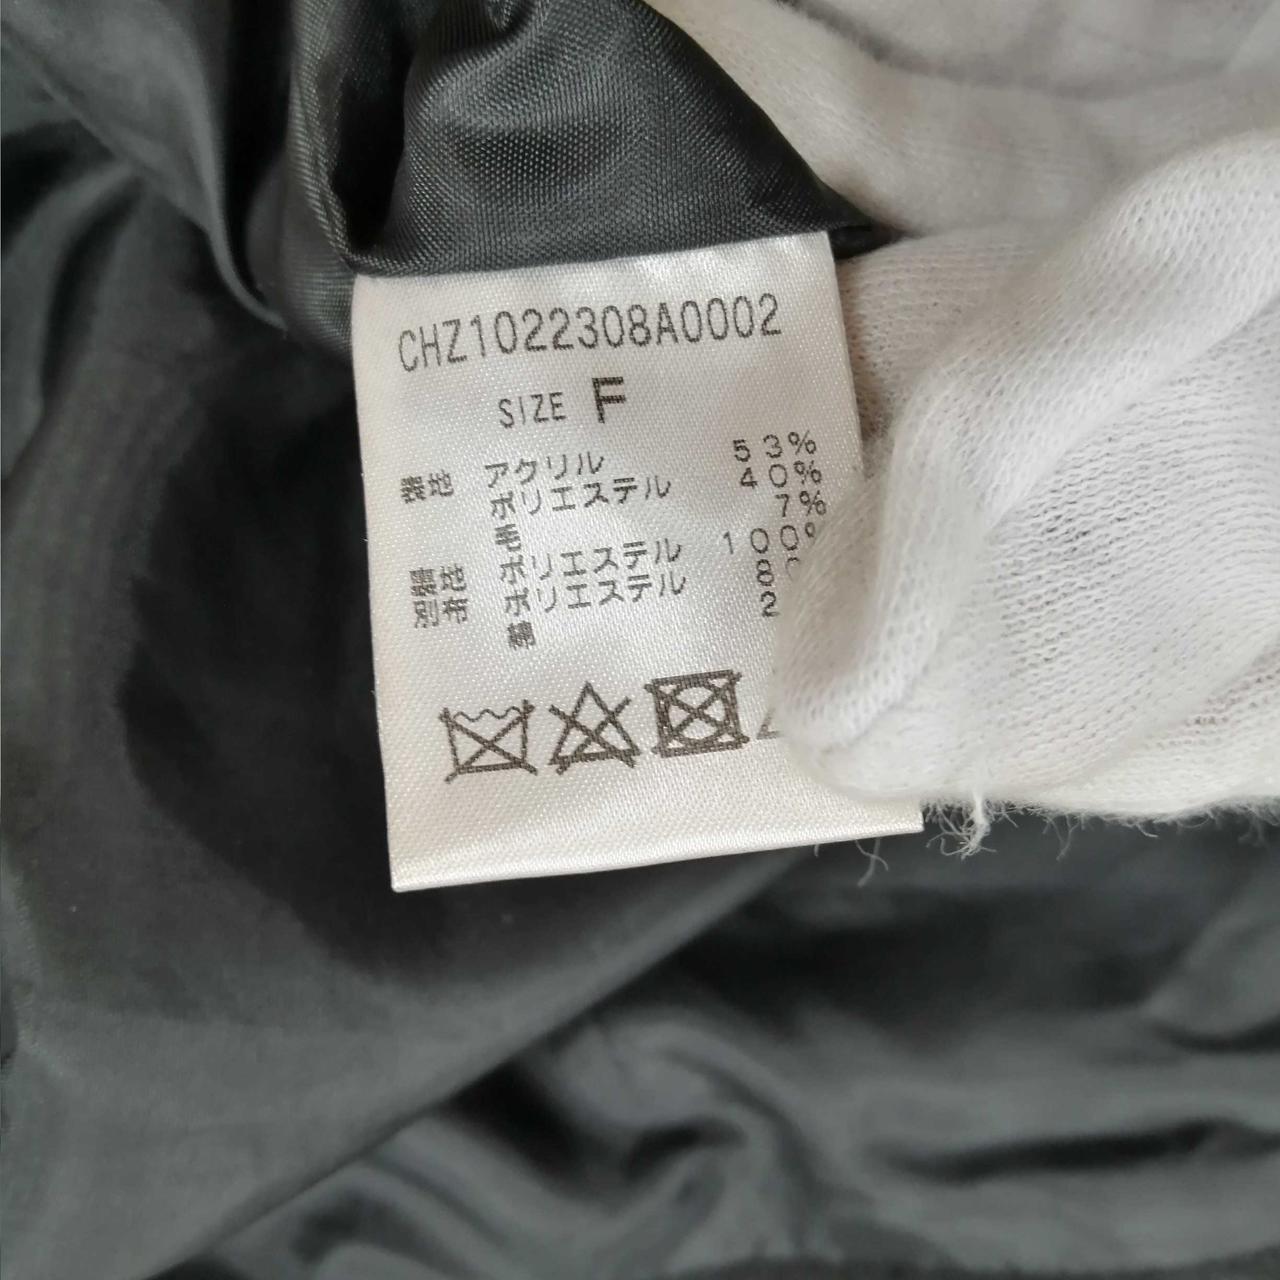 CHZ1022308A0002
SIZE F
表地 アクリル 53%
ポリエステル 40%
毛 7%
裏地 ポリエステル 100%
別布 ポリエステル
綿